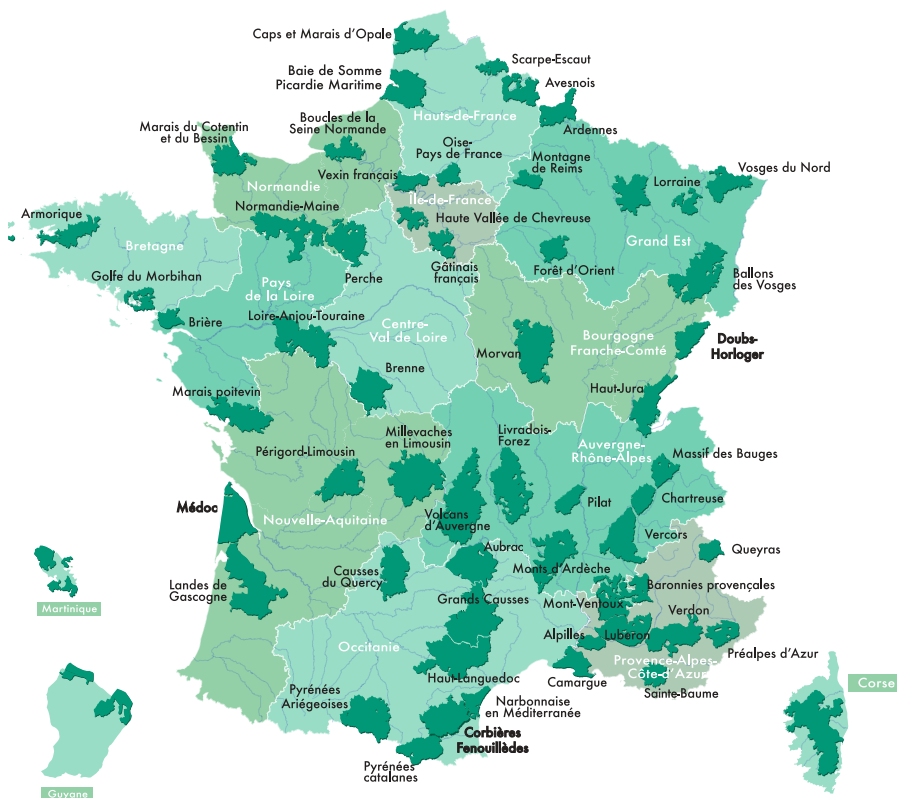 Caps et Marais d'Opale
Scarpe-Escaut
Baie de Somme
Picardie Maritime
Avesnois
Hauts-de-France
Ardennes
Boucles de la
Seine Normande
Marais du Cotentin
et du Bessin
Oise-
Pays de France
Montagne
de Reims
Vosges du Nord
Vexin français
Lorraine
Normandie
Île-de-France
Normandie-Maine
Haute Vallée de Chevreuse
Armorique
Bretagne
Grand Est
Golfe du Morbihan
Perche
Gâtinais
français
Forêt d'Orient
Ballons
des Vosges
Pays
de la Loire
Brière
Loire-Anjou-Touraine
Centre-
Val de Loire
Bourgogne
Franche-Comté
Doubs-
Horloger
Morvan
Brenne
Haut-Jura
Marais poitevin
Millevaches
en Limousin
Livradois-
Forez
Auvergne-
Rhône-Alpes
Périgord-Limousin
Massif des Bauges
Médoc
Pilat
Chartreuse
Nouvelle-Aquitaine
Volcans
d'Auvergne
Vercors
Aubrac
Queyras
Causses
du Quercy
Monts d'Ardèche
Landes de
Gascogne
Baronnies provençales
Grands Causses
Mont-Ventoux
Verdon
Martinique
Alpilles
Luberon
Occitanie
Préalpes d'Azur
Provence-Alpes-
Côte-d'Azur
Haut-Languedoc
Camargue
Sainte-Baume
Corse
Pyrénées
Ariégeoises
Narbonnaise
en Méditerranée
Corbières
Fenouillèdes
Pyrénées
catalanes
Guyane